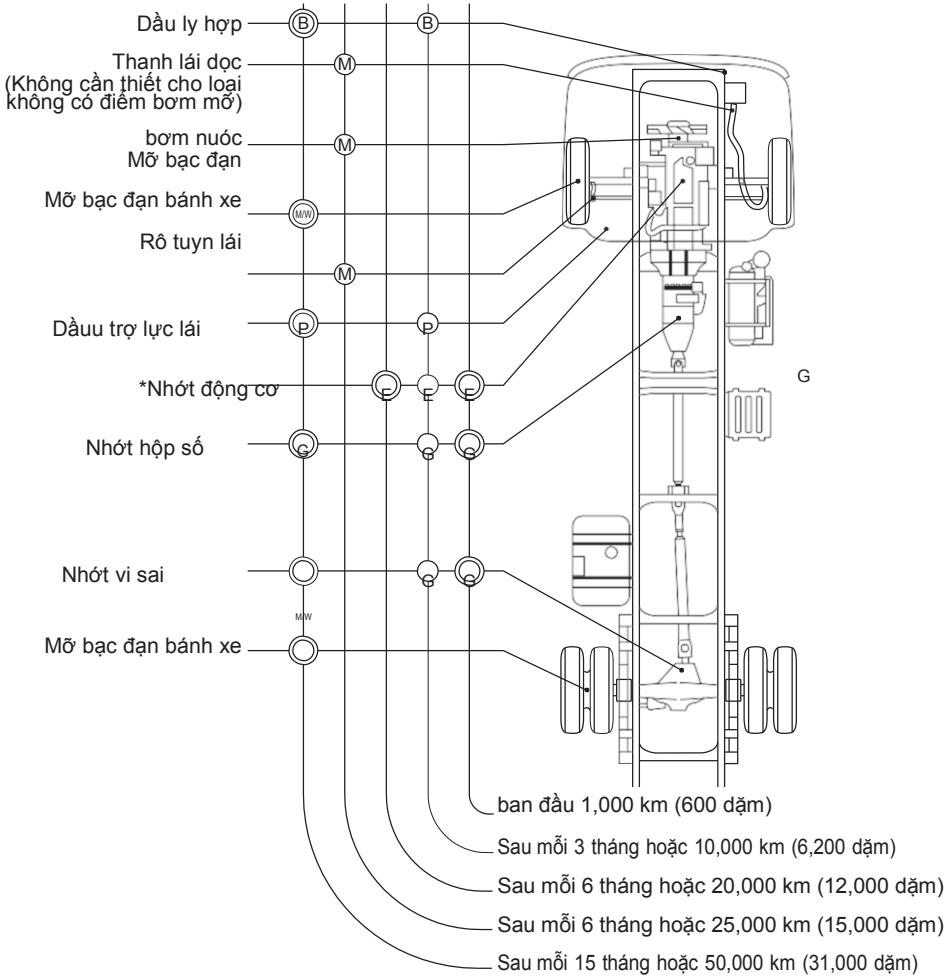 Dầu ly hợp B B
Thanh lái dọc M
(Không cần thiết cho loại
không có điểm bơm mỡ)
bơm nuóc M
Mỡ bạc đạn
Mỡ bạc đạn bánh xe
M/W
Rô tuyn lái
M
Dầuu trợ lực lái P P
G
*Nhớt động cơ E E E
Nhớt hộp số G G G
Nhớt vi sai G G
M/W
Mỡ bạc đạn bánh xe
ban đầu 1,000 km (600 dặm)
Sau mỗi 3 tháng hoặc 10,000 km (6,200 dặm)
Sau mỗi 6 tháng hoặc 20,000 km (12,000 dặm)
Sau mỗi 6 tháng hoặc 25,000 km (15,000 dặm)
Sau mỗi 15 tháng hoặc 50,000 km (31,000 dặm)